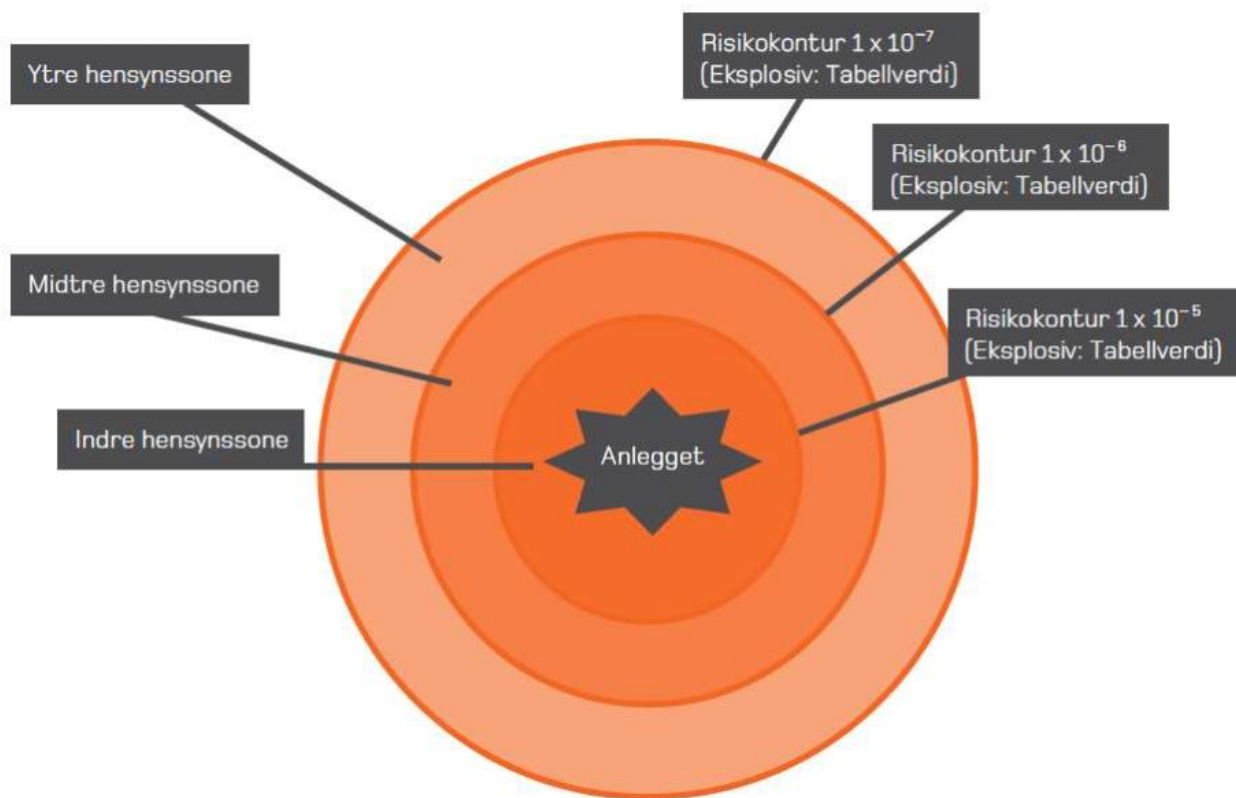 Ytre hensynssone
Risikokontur 1 x 10⁻⁷
(Eksplosiv: Tabellverdi)
Risikokontur 1 x 10⁻⁶
(Eksplosiv: Tabellverdi)
Midtre hensynssone
Risikokontur 1 x 10⁻⁵
(Eksplosiv: Tabellverdi)
Indre hensynssone
Anlegget